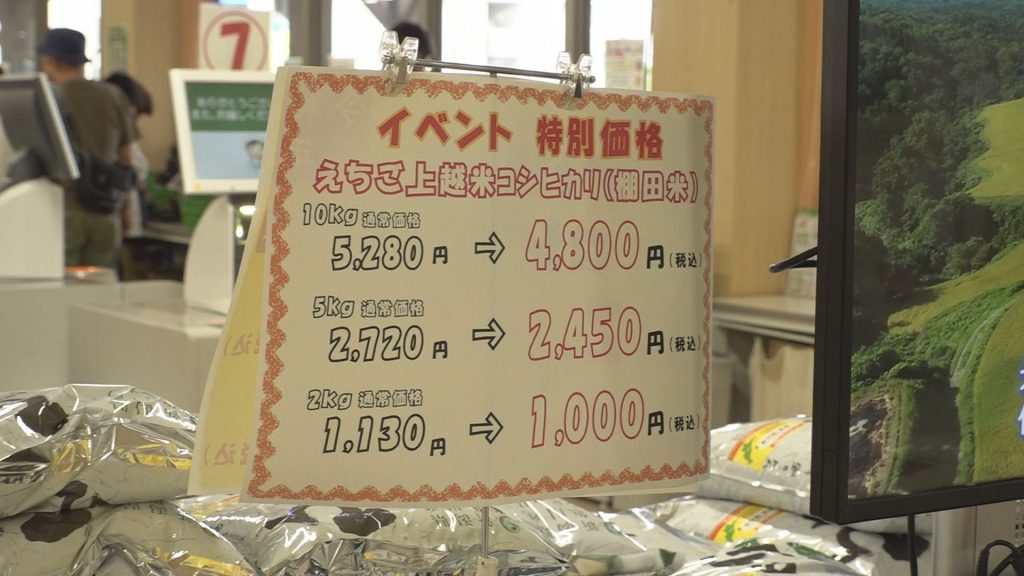 7
イベント 特別価格
えちご上越米コシヒカリ(棚田米)
10kg 通常価格
5,280円 ⇒ 4,800円(税込)
5kg 通常価格
2,720円 ⇒ 2,450円(税込)
2kg 通常価格
1,130円 ⇒ 1,000円(税込)